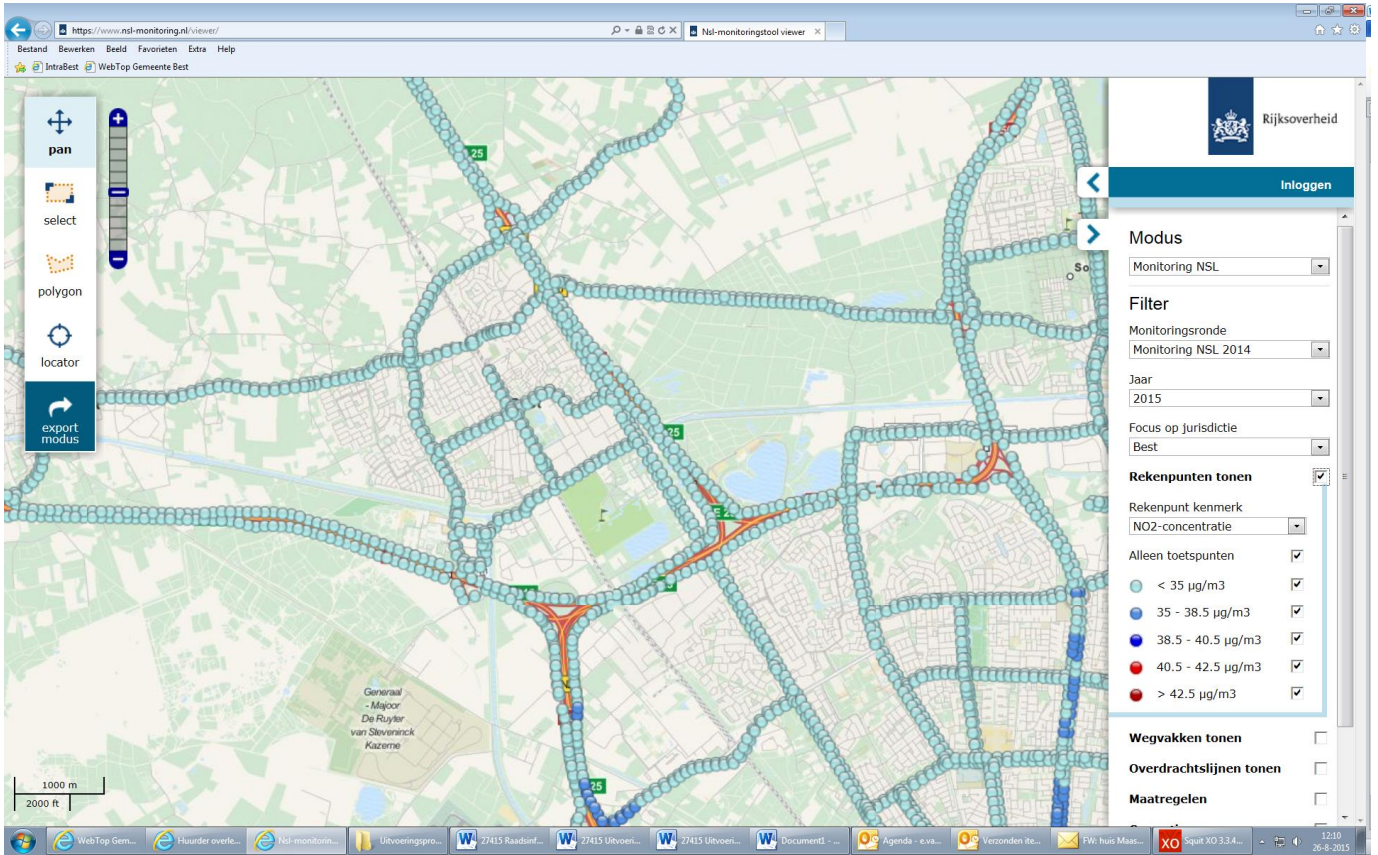 https://www.nsl-monitoring.nl/viewer/
Nsl-monitoringstool viewer
Bestand Bewerken Beeld Favorieten Extra Help
IntraBest WebTop Gemeente Best
pan
select
polygon
locator
export
modus
25
25
25
So
Generaal
- Majoor
De Ruyter
van Steveninck
Kazerne
1000 m
2000 ft
Rijksoverheid
Inloggen
Modus
Monitoring NSL
Filter
Monitoringsronde
Monitoring NSL 2014
Jaar
2015
Focus op jurisdictie
Best
Rekenpunten tonen
Rekenpunt kenmerk
NO2-concentratie
Alleen toetspunten
< 35 µg/m3
35 - 38.5 µg/m3
38.5 - 40.5 µg/m3
40.5 - 42.5 µg/m3
> 42.5 µg/m3
Wegvakken tonen
Overdrachtslijnen tonen
Maatregelen
WebTop Gem... Huurder overle... Nsl-monitorin... Uitvoeringspro... 27415 Raadsinf... 27415 Uitvoeri... 27415 Uitvoeri... Document1 - ... Agenda - e.va... Verzonden ite... FW: huis Maas... XO Squit XO 3.3.4... 12:10
26-8-2015